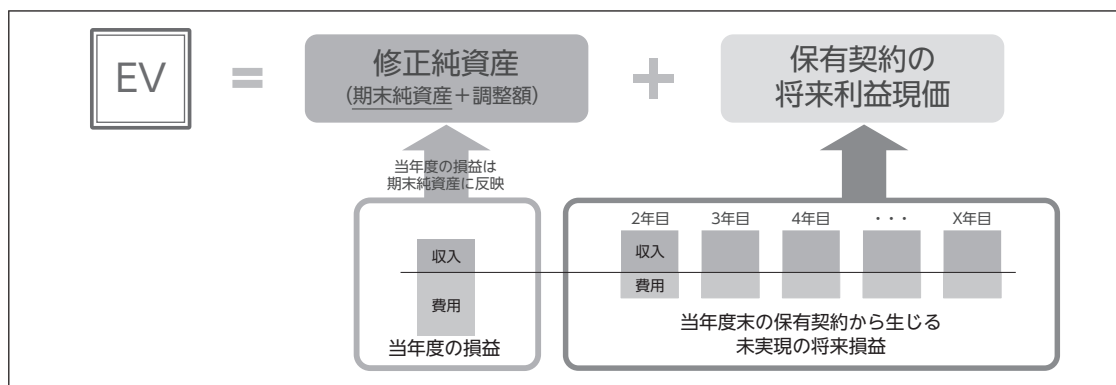 EV
=
修正純資産
(期末純資産+調整額)
+
保有契約の
将来利益現価
当年度の損益は
期末純資産に反映
収入
費用
当年度の損益
2年目 3年目 4年目 ・・・ X年目
収入
費用
当年度末の保有契約から生じる
未実現の将来損益